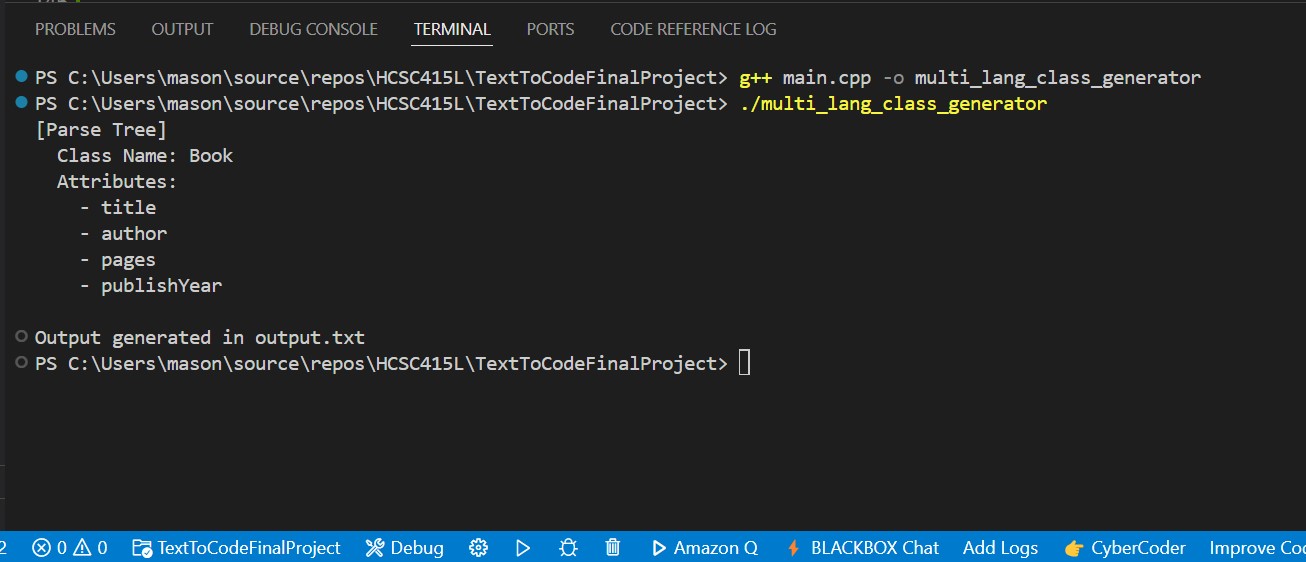 PROBLEMS OUTPUT DEBUG CONSOLE TERMINAL PORTS CODE REFERENCE LOG
PS C:\Users\mason\source\repos\HCSC415L\TextToCodeFinalProject> g++ main.cpp -o multi_lang_class_generator
PS C:\Users\mason\source\repos\HCSC415L\TextToCodeFinalProject> ./multi_lang_class_generator
[Parse Tree]
Class Name: Book
Attributes:
- title
- author
- pages
- publishYear
Output generated in output.txt
PS C:\Users\mason\source\repos\HCSC415L\TextToCodeFinalProject>
2 0 0 TextToCodeFinalProject Debug Amazon Q BLACKBOX Chat Add Logs CyberCoder Improve